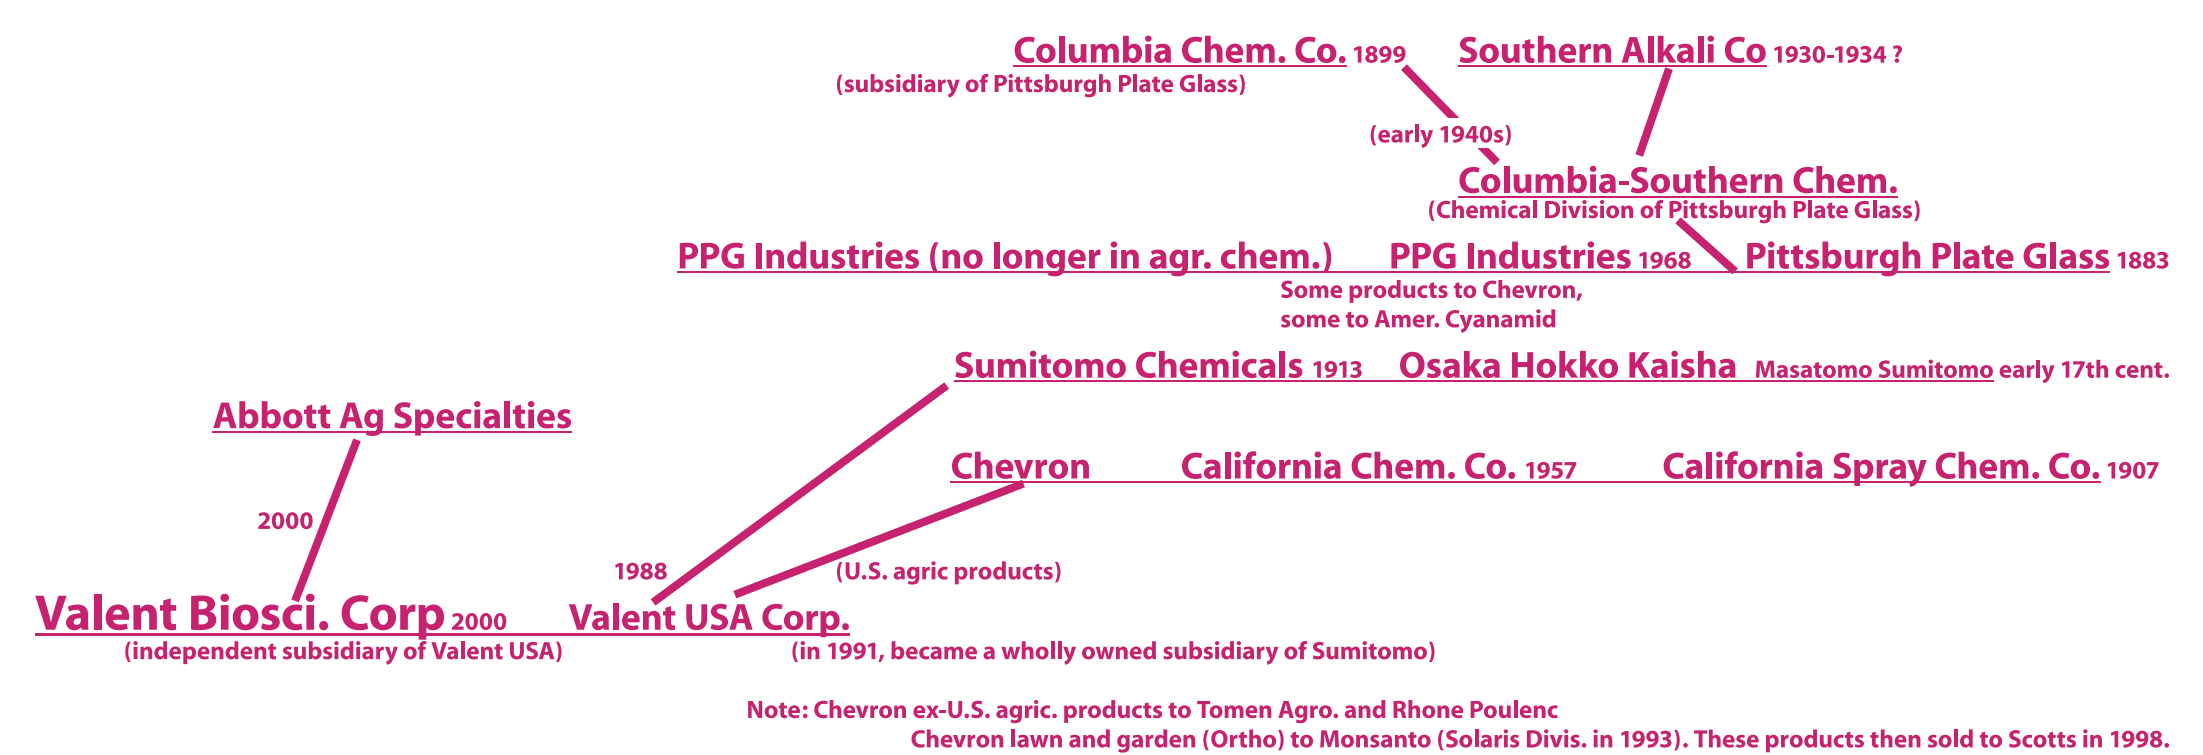 Columbia Chem. Co. 1899 Southern Alkali Co 1930-1934 ?
(subsidiary of Pittsburgh Plate Glass)
(early 1940s)
Columbia-Southern Chem.
(Chemical Division of Pittsburgh Plate Glass)
PPG Industries (no longer in agr. chem.) PPG Industries 1968 Pittsburgh Plate Glass 1883
Some products to Chevron,
some to Amer. Cyanamid
Sumitomo Chemicals 1913 Osaka Hokko Kaisha Masatomo Sumitomo early 17th cent.
Abbott Ag Specialties
Chevron California Chem. Co. 1957 California Spray Chem. Co. 1907
2000
1988 (U.S. agric products)
Valent Biosci. Corp 2000 Valent USA Corp.
(independent subsidiary of Valent USA) (in 1991, became a wholly owned subsidiary of Sumitomo)
Note: Chevron ex-U.S. agric. products to Tomen Agro. and Rhone Poulenc
Chevron lawn and garden (Ortho) to Monsanto (Solaris Divis. in 1993). These products then sold to Scotts in 1998.